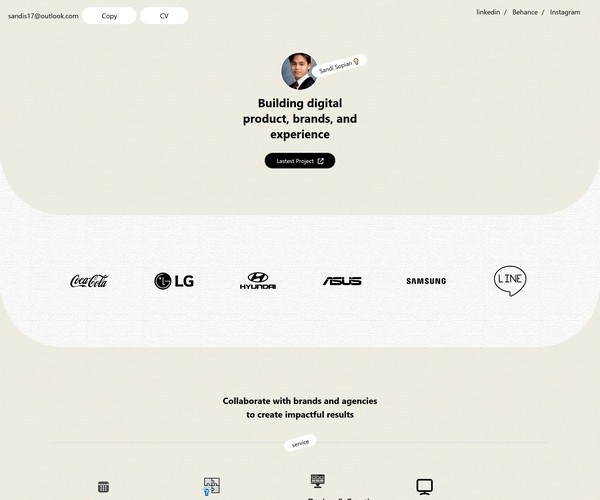 sandis17@outlook.com Copy CV linkedin / Behance / Instagram
Sandi Sopian
Building digital
product, brands, and
experience
Lastest Project
Coca-Cola LG HYUNDAI ASUS SAMSUNG LINE
Collaborate with brands and agencies
to create impactful results
service